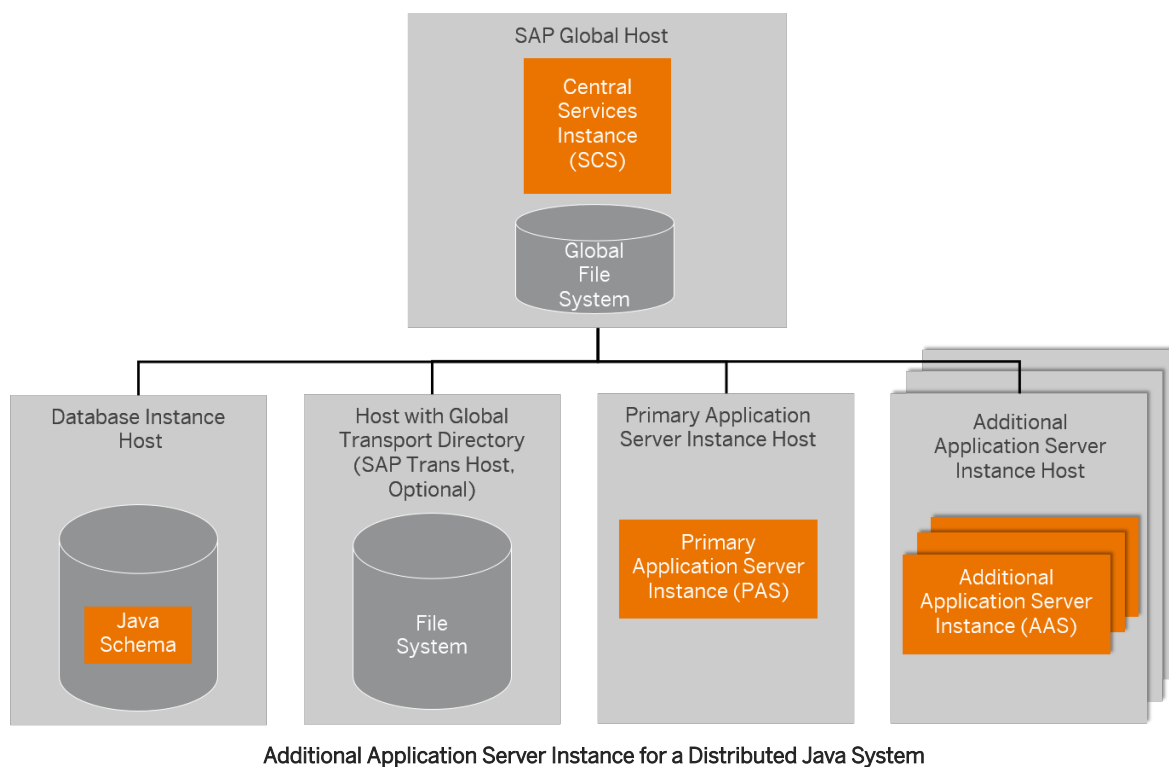 SAP Global Host
Central
Services
Instance
(SCS)
Global
File
System
Database Instance
Host
Java
Schema
Host with Global
Transport Directory
(SAP Trans Host,
Optional)
File
System
Primary Application
Server Instance Host
Primary
Application Server
Instance (PAS)
Additional
Application Server
Instance Host
Additional
Application Server
Instance (AAS)
Additional Application Server Instance for a Distributed Java System